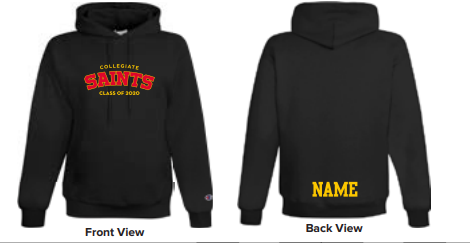 COLLEGIATE
SAINTS
CLASS OF 2020
Front View
NAME
Back View